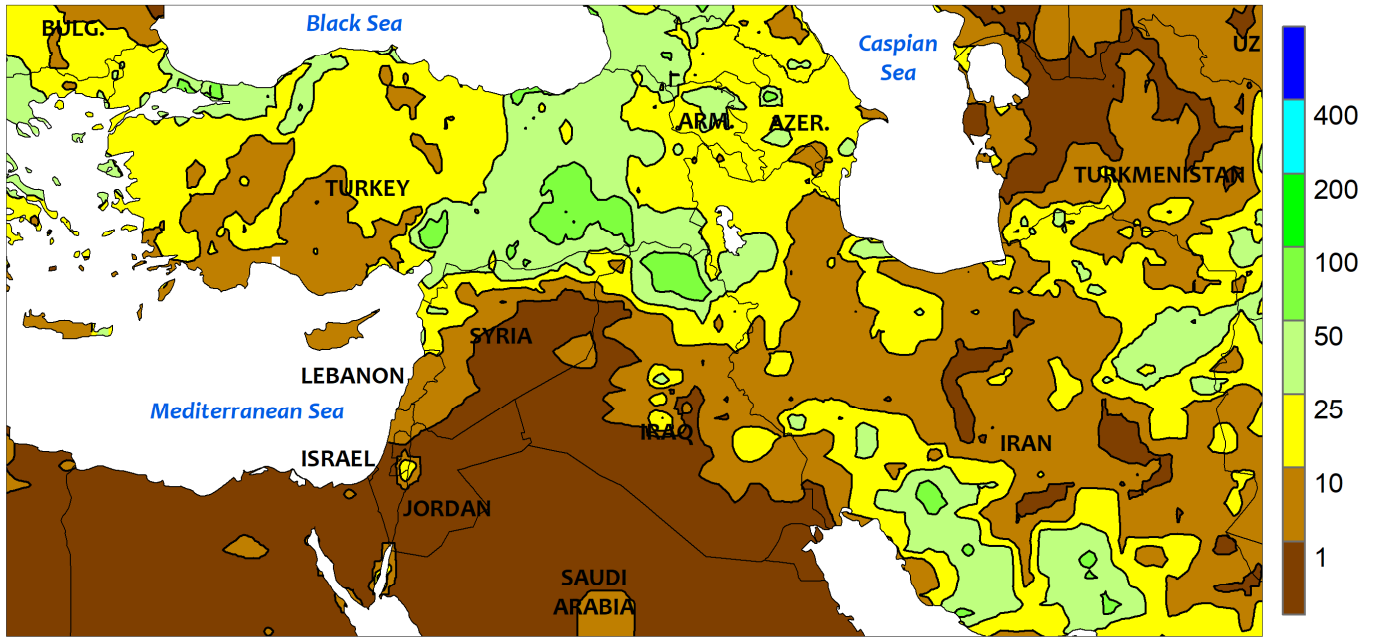 BULG.
Black Sea
Caspian
Sea
UZ
400
ARM.
AZER.
TURKEY
TURKMENISTAN
200
100
SYRIA
50
LEBANON
Mediterranean Sea
25
IRAQ
IRAN
ISRAEL
10
JORDAN
1
SAUDI
ARABIA